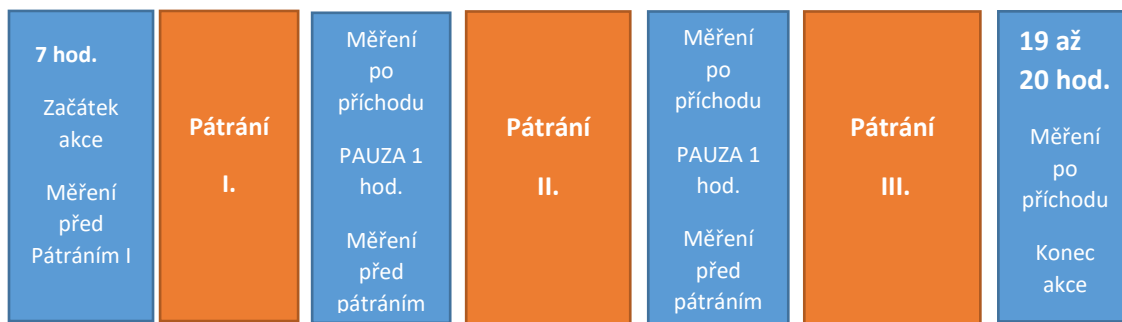 7 hod.
Začátek
akce
Měření
před
Pátráním I
Pátrání
I.
Měření
po
příchodu
PAUZA 1
hod.
Měření
před
pátráním
Pátrání
II.
Měření
po
příchodu
PAUZA 1
hod.
Měření
před
pátráním
Pátrání
III.
19 až
20 hod.
Měření
po
příchodu
Konec
akce